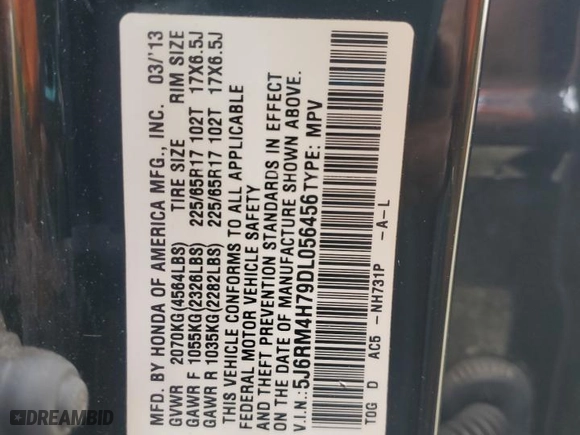 MFD. BY HONDA OF AMERICA MFG., INC. 03/'13
GVWR 2070KG(4564LBS) TIRE SIZE RIM SIZE
GAWR F 1055KG(2326LBS) 225/65R17 102T 17X6.5J
GAWR R 1035KG(2282LBS) 225/65R17 102T 17X6.5J
THIS VEHICLE CONFORMS TO ALL APPLICABLE
FEDERAL MOTOR VEHICLE SAFETY
AND THEFT PREVENTION STANDARDS IN EFFECT
ON THE DATE OF MANUFACTURE SHOWN ABOVE.
V.I.N.:5J6RM4H79DL056456 TYPE: MPV
TOG D AC5 -NH731P -A-L
DREAMBID